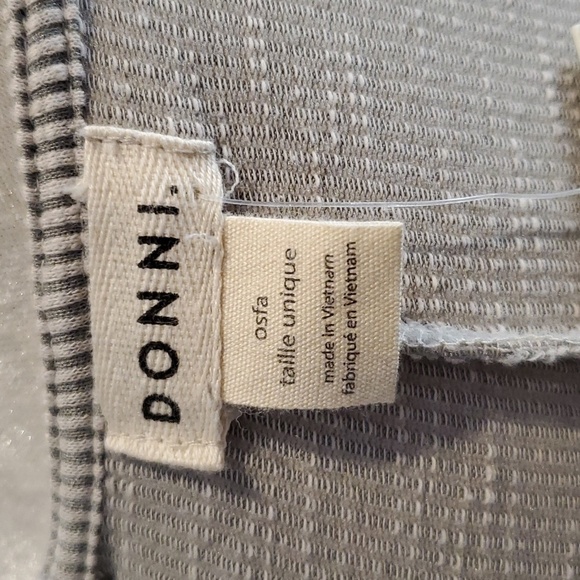 DONNI.
osfa
taille unique
made in Vietnam
fabriqué en Vietnam